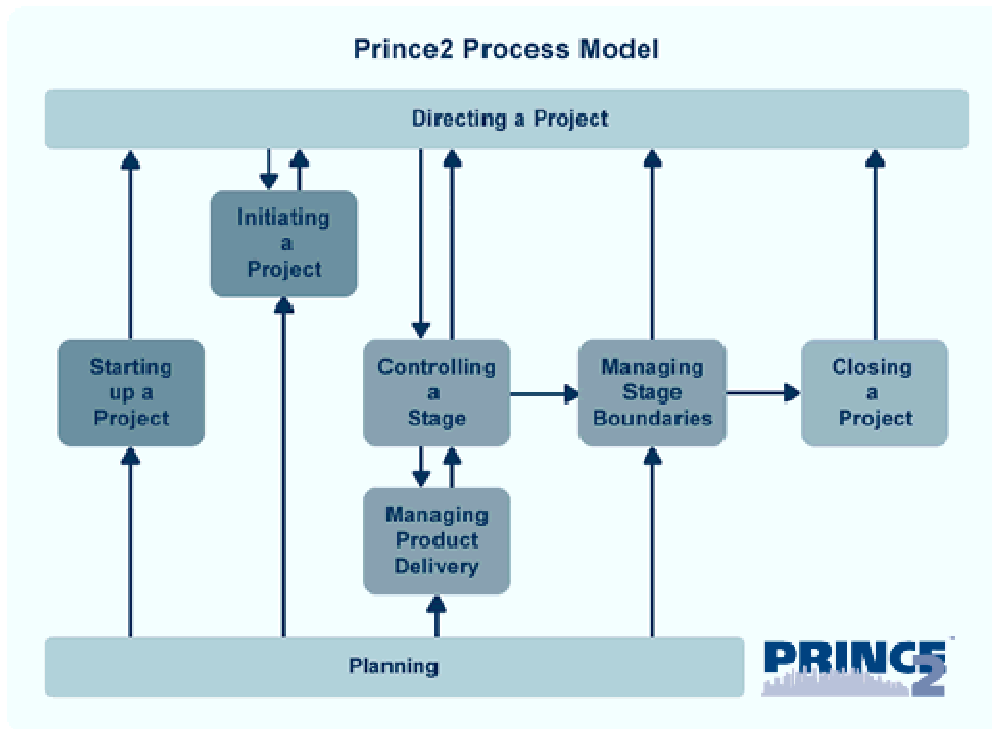 Prince2 Process Model
Directing a Project
Initiating
a
Project
Starting
up a
Project
Controlling
a
Stage
Managing
Stage
Boundaries
Closing
a
Project
Managing
Product
Delivery
Planning
PRINCE
2